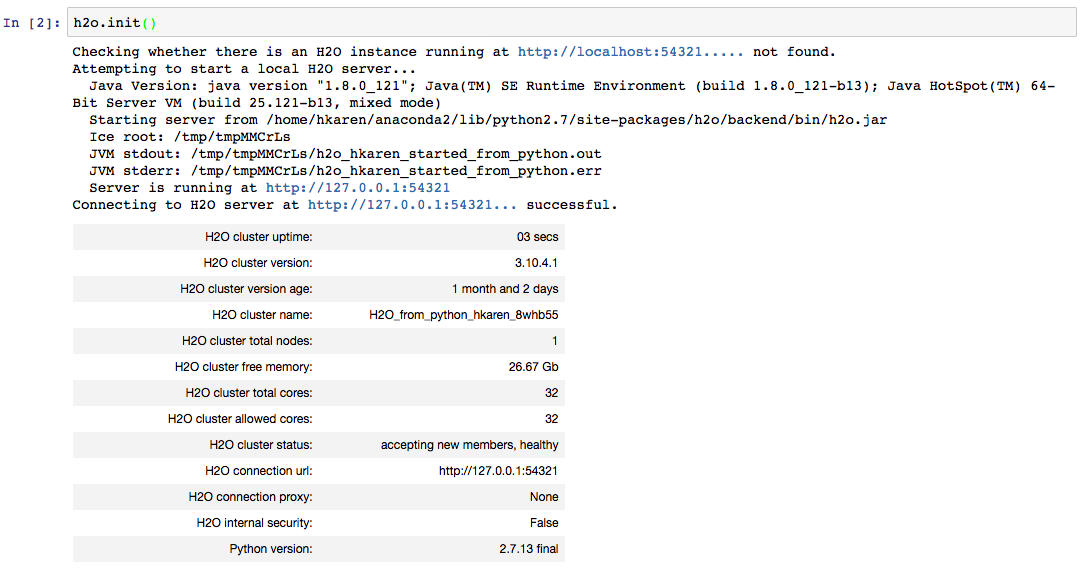 In [2]: h2o.init()
Checking whether there is an H2O instance running at http://localhost:54321..... not found.
Attempting to start a local H2O server...
Java Version: java version "1.8.0_121"; Java(TM) SE Runtime Environment (build 1.8.0_121-b13); Java HotSpot(TM) 64-
Bit Server VM (build 25.121-b13, mixed mode)
Starting server from /home/hkaren/anaconda2/lib/python2.7/site-packages/h2o/backend/bin/h2o.jar
Ice root: /tmp/tmpMMCrLs
JVM stdout: /tmp/tmpMMCrLs/h2o_hkaren_started_from_python.out
JVM stderr: /tmp/tmpMMCrLs/h2o_hkaren_started_from_python.err
Server is running at http://127.0.0.1:54321
Connecting to H2O server at http://127.0.0.1:54321... successful.
H2O cluster uptime: 03 secs
H2O cluster version: 3.10.4.1
H2O cluster version age: 1 month and 2 days
H2O cluster name: H2O_from_python_hkaren_8whb55
H2O cluster total nodes: 1
H2O cluster free memory: 26.67 Gb
H2O cluster total cores: 32
H2O cluster allowed cores: 32
H2O cluster status: accepting new members, healthy
H2O connection url: http://127.0.0.1:54321
H2O connection proxy: None
H2O internal security: False
Python version: 2.7.13 final